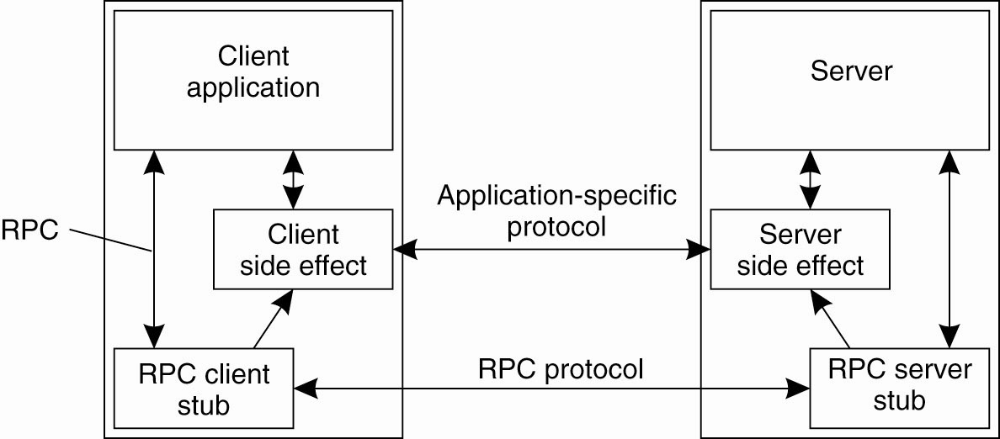 Client
application
Server
Application-specific
protocol
RPC
Client
side effect
Server
side effect
RPC client
stub
RPC protocol
RPC server
stub